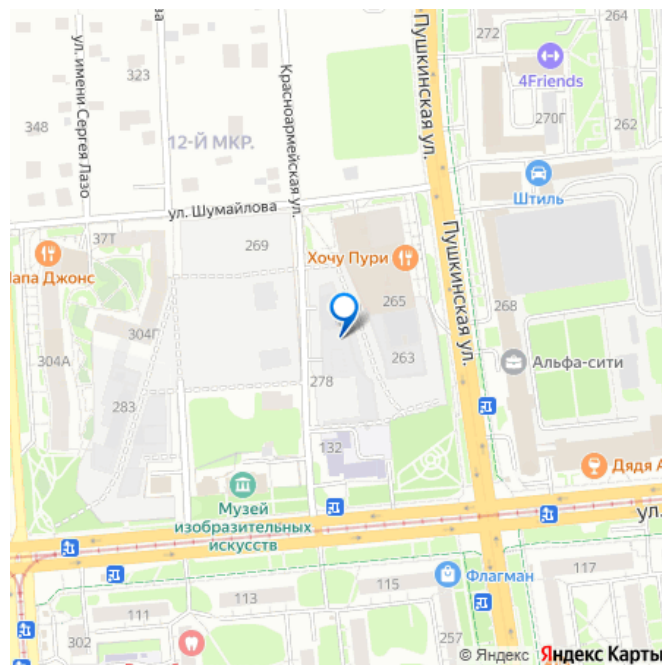 272
264
4Friends
270Г
262
Пушкинская ул.
ул. имени Сергея Лазо
323
348
12-Й МКР.
Красноармейская ул.
Штиль
ул. Шумайлова
37Т
269
Хочу Пури
Папа Джонс
Пушкинская ул.
265
268
304Г
304А
263
Альфа-сити
278
283
132
Дядя А
Музей
изобразительных
искусств
ул.
Флагман
117
115
113
111
302
257
© Яндекс Яндекс Карты